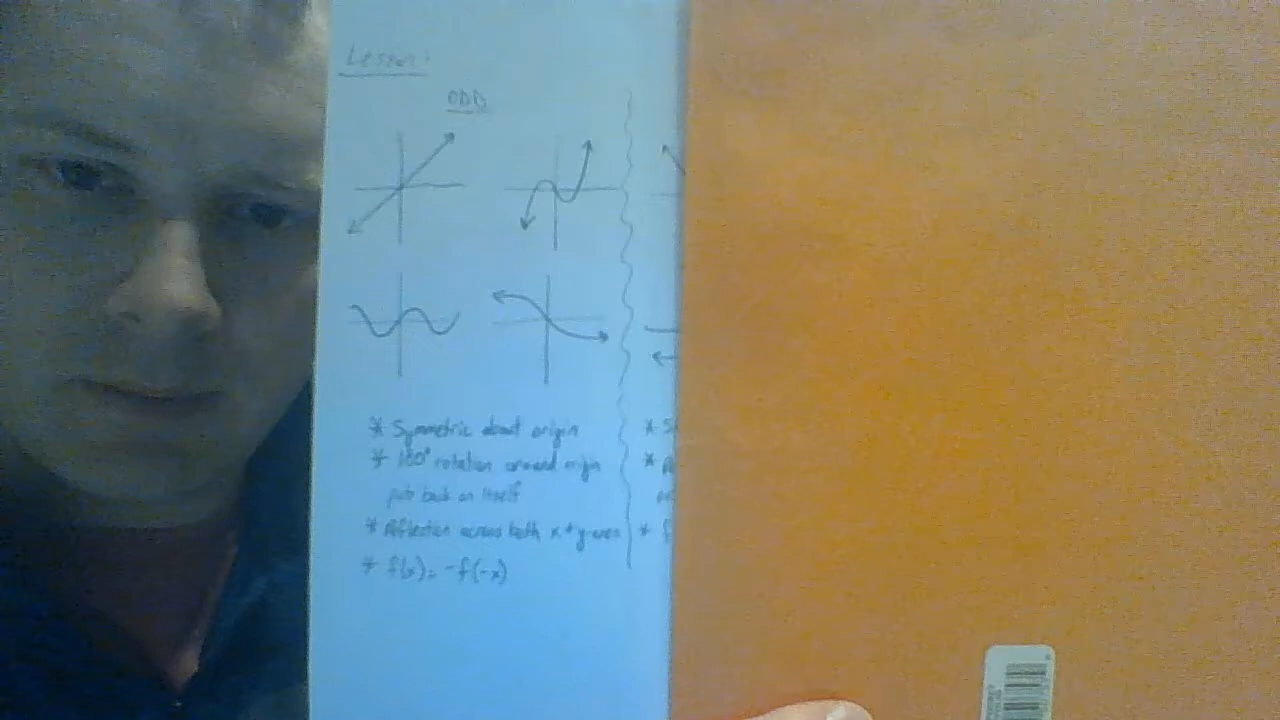 Lesson:
ODD
* Symmetric about origin
* 180° rotation around origin
puts back on itself
* Reflection across both x + y-axes
* f(x) = -f(-x)
* S
*
* f